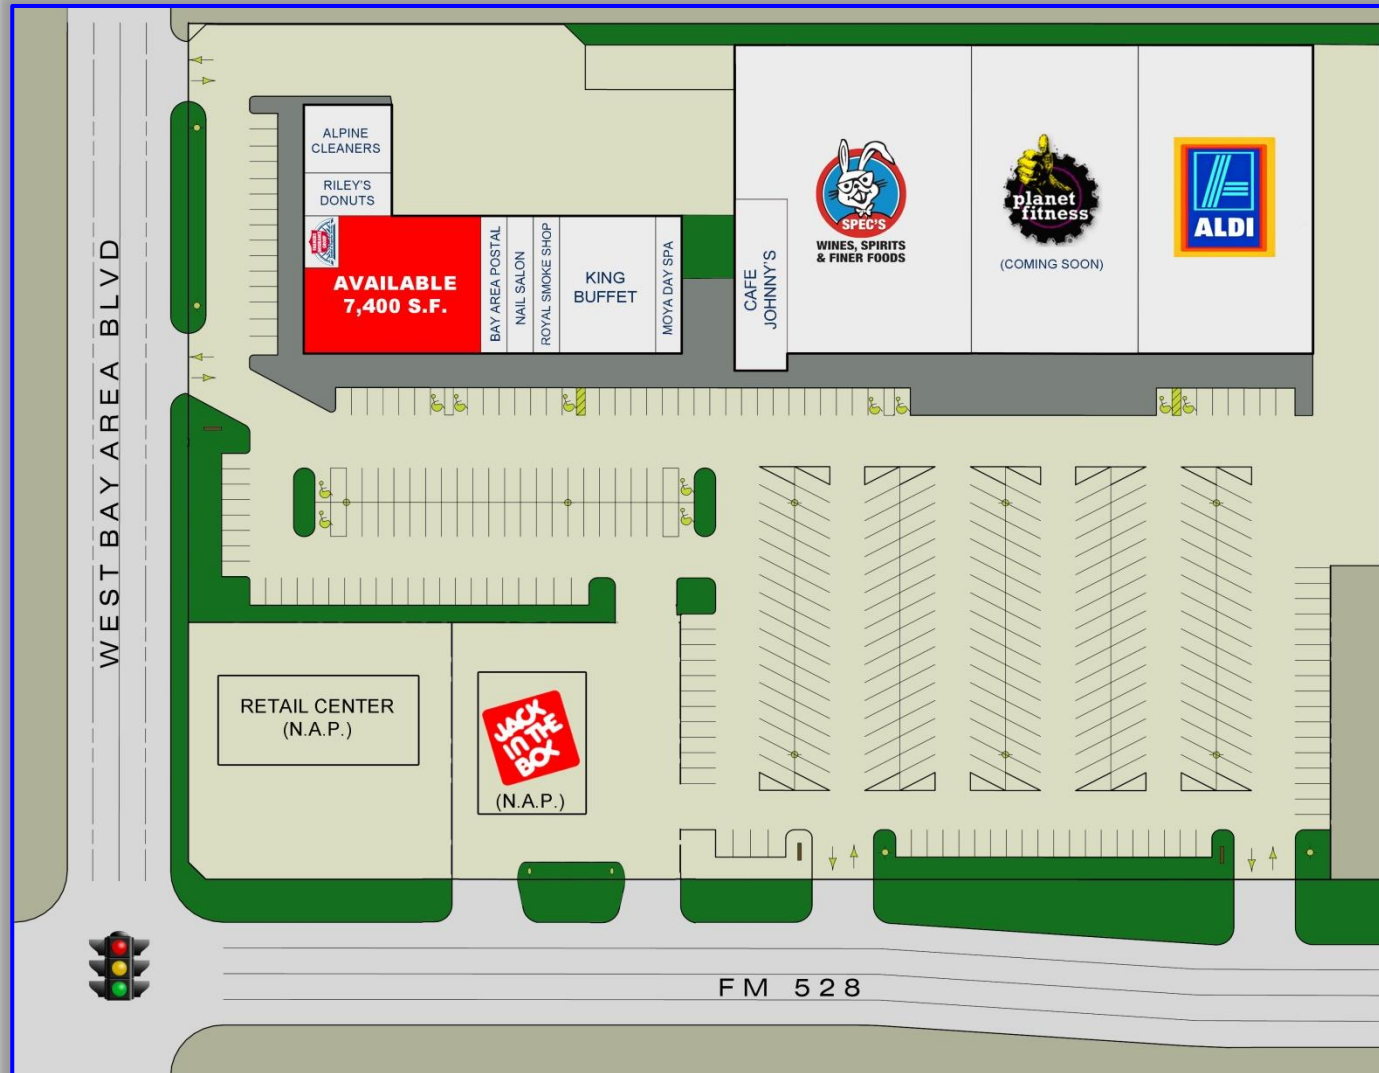 ALPINE
CLEANERS
RILEY'S
DONUTS
AVAILABLE
7,400 S.F.
BAY AREA POSTAL
NAIL SALON
ROYAL SMOKE SHOP
KING
BUFFET
MOYA DAY SPA
CAFE
JOHNNY'S
SPEC'S
WINES, SPIRITS
& FINER FOODS
planet
fitness
(COMING SOON)
ALDI
WEST BAY AREA BLVD
RETAIL CENTER
(N.A.P.)
JACK
IN THE
BOX
(N.A.P.)
FM 528